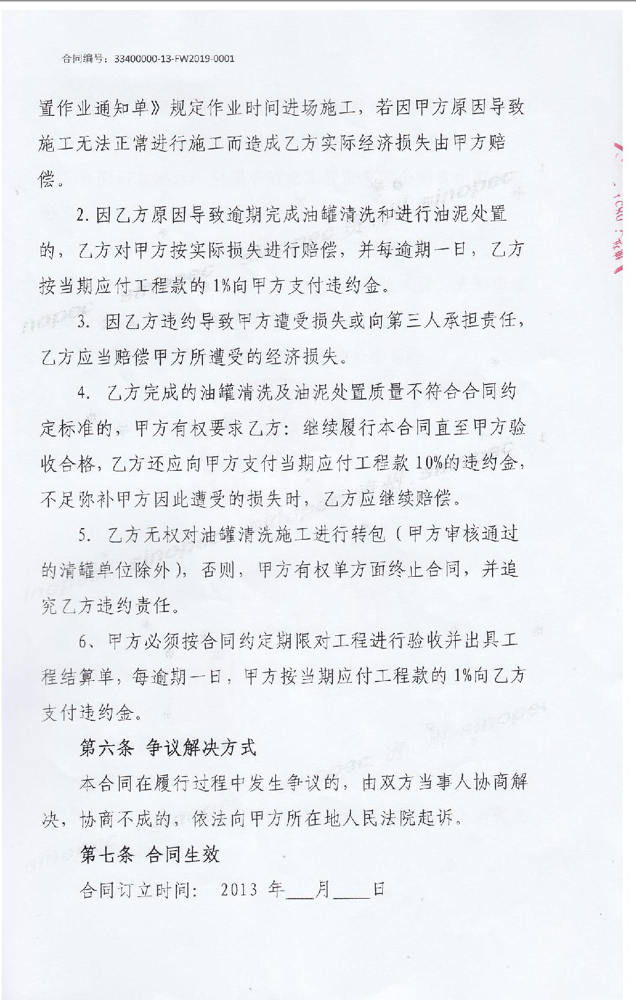 合同编号：33400000-13-FW2019-0001
置作业通知单》规定作业时间进场施工，若因甲方原因导致
施工无法正常进行施工而造成乙方实际经济损失由甲方赔
偿。
2.因乙方原因导致逾期完成油罐清洗和进行油泥处置
的，乙方对甲方按实际损失进行赔偿，并每逾期一日，乙方
按当期应付工程款的 1%向甲方支付违约金。
3. 因乙方违约导致甲方遭受损失或向第三人承担责任，
乙方应当赔偿甲方所遭受的经济损失。
4. 乙方完成的油罐清洗及油泥处置质量不符合合同约
定标准的，甲方有权要求乙方：继续履行本合同直至甲方验
收合格，乙方还应向甲方支付当期应付工程款 10%的违约金，
不足弥补甲方因此遭受的损失时，乙方应继续赔偿。
5. 乙方无权对油罐清洗施工进行转包（甲方审核通过
的清罐单位除外），否则，甲方有权单方面终止合同，并追
究乙方违约责任。
6、甲方必须按合同约定期限对工程进行验收并出具工
程结算单，每逾期一日，甲方按当期应付工程款的 1%向乙方
支付违约金。
第六条 争议解决方式
本合同在履行过程中发生争议的，由双方当事人协商解
决，协商不成的，依法向甲方所在地人民法院起诉。
第七条 合同生效
合同订立时间： 2013 年___月____日